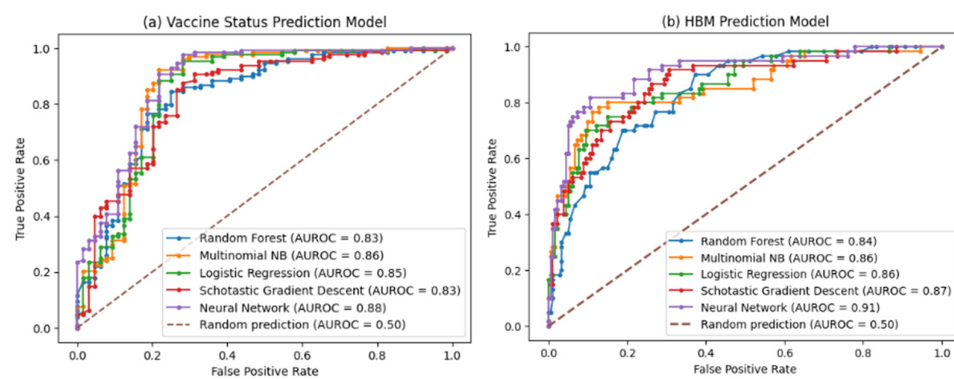 (a) Vaccine Status Prediction Model
1.0
0.8
0.6
0.4
0.2
0.0
True Positive Rate
Random Forest (AUROC = 0.83)
Multinomial NB (AUROC = 0.86)
Logistic Regression (AUROC = 0.85)
Schotastic Gradient Descent (AUROC = 0.83)
Neural Network (AUROC = 0.88)
Random prediction (AUROC = 0.50)
0.0 0.2 0.4 0.6 0.8 1.0
False Positive Rate
(b) HBM Prediction Model
1.0
0.8
0.6
0.4
0.2
0.0
True Positive Rate
Random Forest (AUROC = 0.84)
Multinomial NB (AUROC = 0.86)
Logistic Regression (AUROC = 0.86)
Schotastic Gradient Descent (AUROC = 0.87)
Neural Network (AUROC = 0.91)
Random prediction (AUROC = 0.50)
0.0 0.2 0.4 0.6 0.8 1.0
False Positive Rate